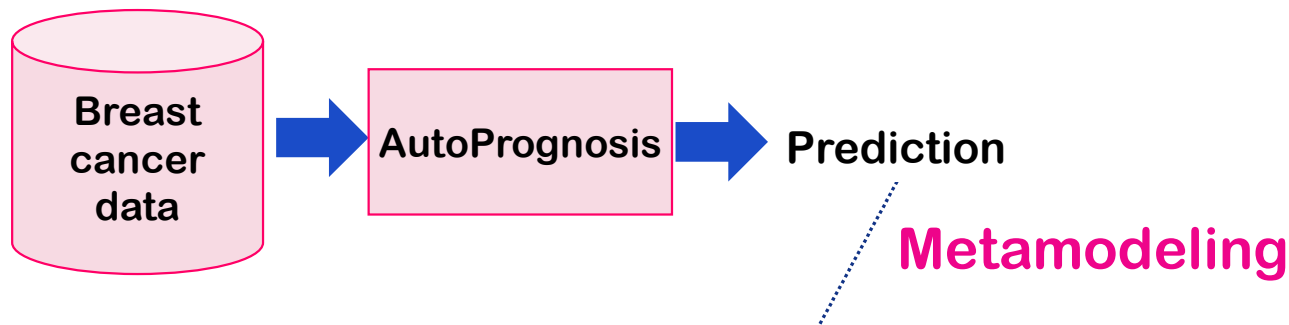 Breast
cancer
data
AutoPrognosis
Prediction
Metamodeling